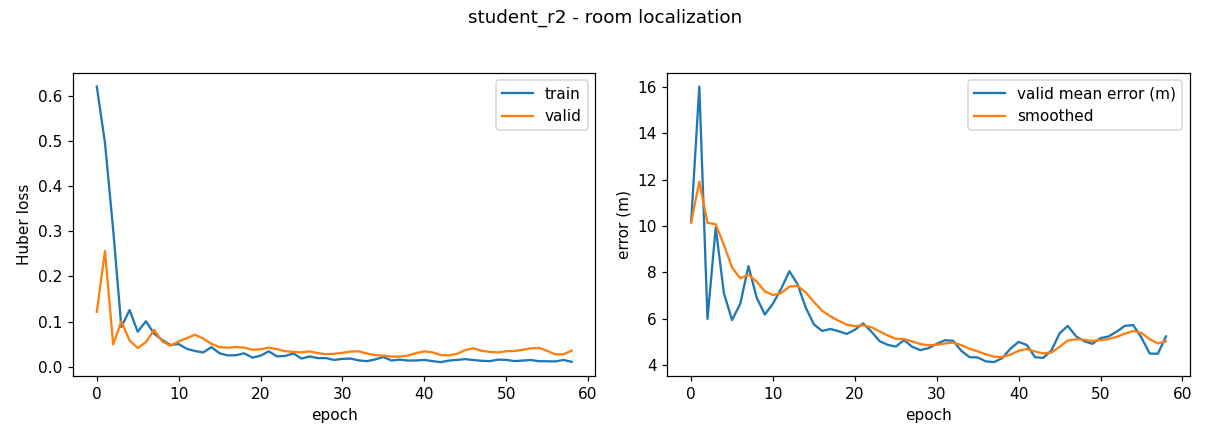 student_r2 - room localization
Huber loss
0.6
0.5
0.4
0.3
0.2
0.1
0.0
train
valid
0 10 20 30 40 50 60
epoch
error (m)
16
14
12
10
8
6
4
valid mean error (m)
smoothed
0 10 20 30 40 50 60
epoch